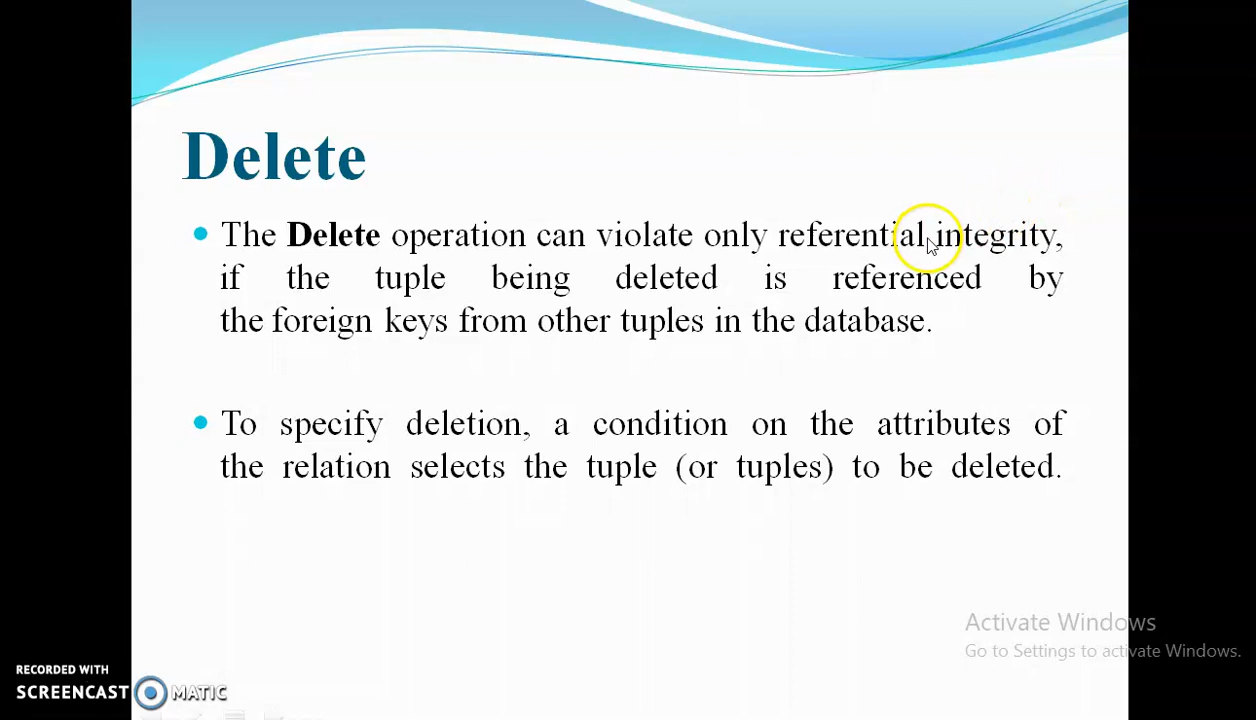 Delete
The Delete operation can violate only referential integrity,
if the tuple being deleted is referenced by
the foreign keys from other tuples in the database.
To specify deletion, a condition on the attributes of
the relation selects the tuple (or tuples) to be deleted.
Activate Windows
Go to Settings to activate Windows.
RECORDED WITH
SCREENCAST MATIC